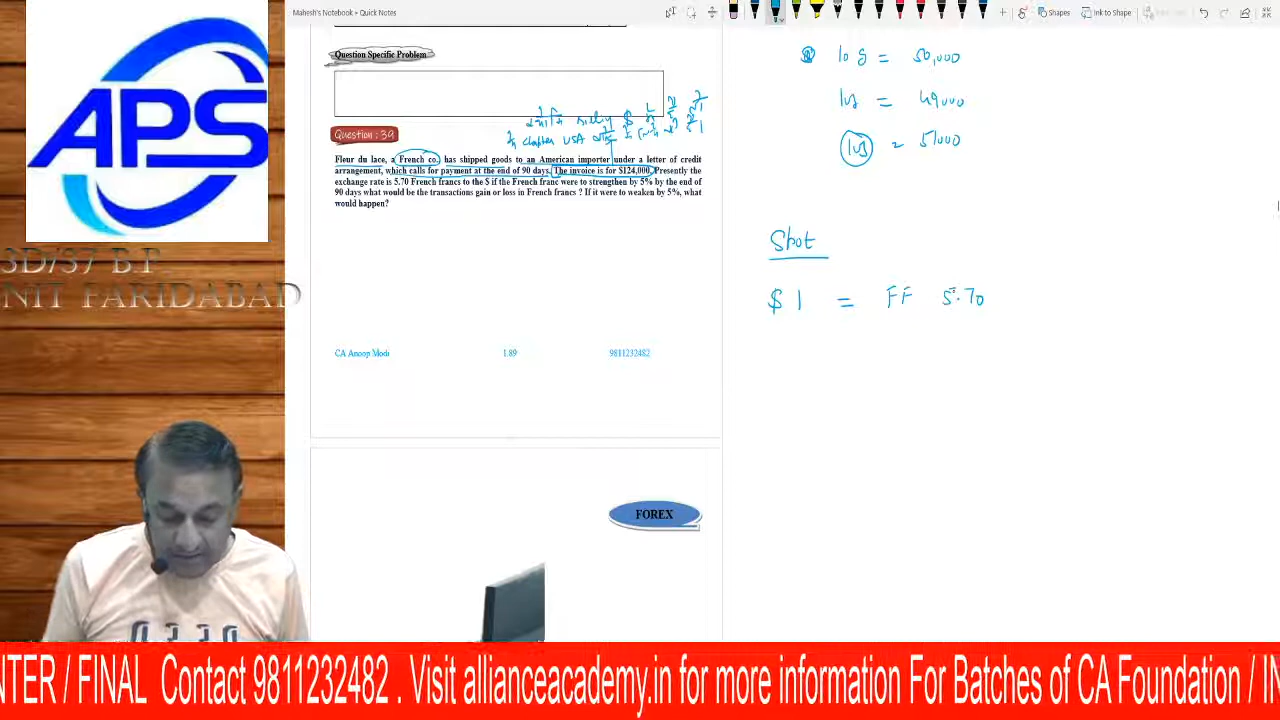 Mahesh's Notebook » Quick Notes
Shapes
Ink to Shape
APS
3D/37 B.P.
NIT FARIDABAD
Question Specific Problem
$
chapter USA
Question : 39
Fleur du lace, a French co. has shipped goods to an American importer under a letter of credit
arrangement, which calls for payment at the end of 90 days. The invoice is for $124,000. Presently the
exchange rate is 5.70 French francs to the $ if the French franc were to strengthen by 5% by the end of
90 days what would be the transactions gain or loss in French francs ? If it were to weaken by 5%, what
would happen?
CA Anoop Modi
1.89
9811232482
FOREX
10 g = 50,000
= 49000
= 51000
Spot
$ 1 = FF 5.70
NTER / FINAL Contact 9811232482 . Visit allianceacademy.in for more information For Batches of CA Foundation / IN